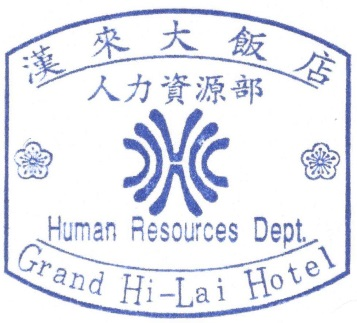 漢來大飯店
人力資源部
Human Resources Dept.
Grand Hi-Lai Hotel